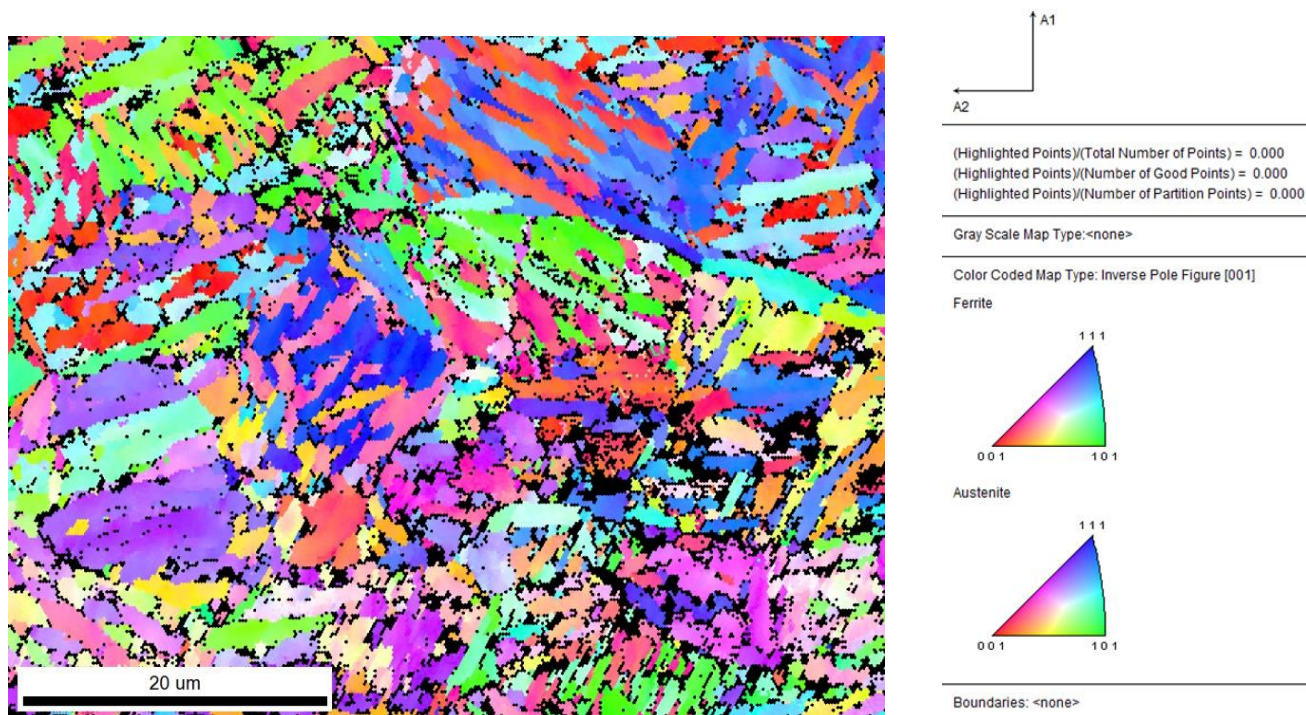 A1
A2
(Highlighted Points)/(Total Number of Points) = 0.000
(Highlighted Points)/(Number of Good Points) = 0.000
(Highlighted Points)/(Number of Partition Points) = 0.000
Gray Scale Map Type:<none>
Color Coded Map Type: Inverse Pole Figure [001]
Ferrite
1 1 1
0 0 1 1 0 1
Austenite
1 1 1
0 0 1 1 0 1
Boundaries: <none>
20 um